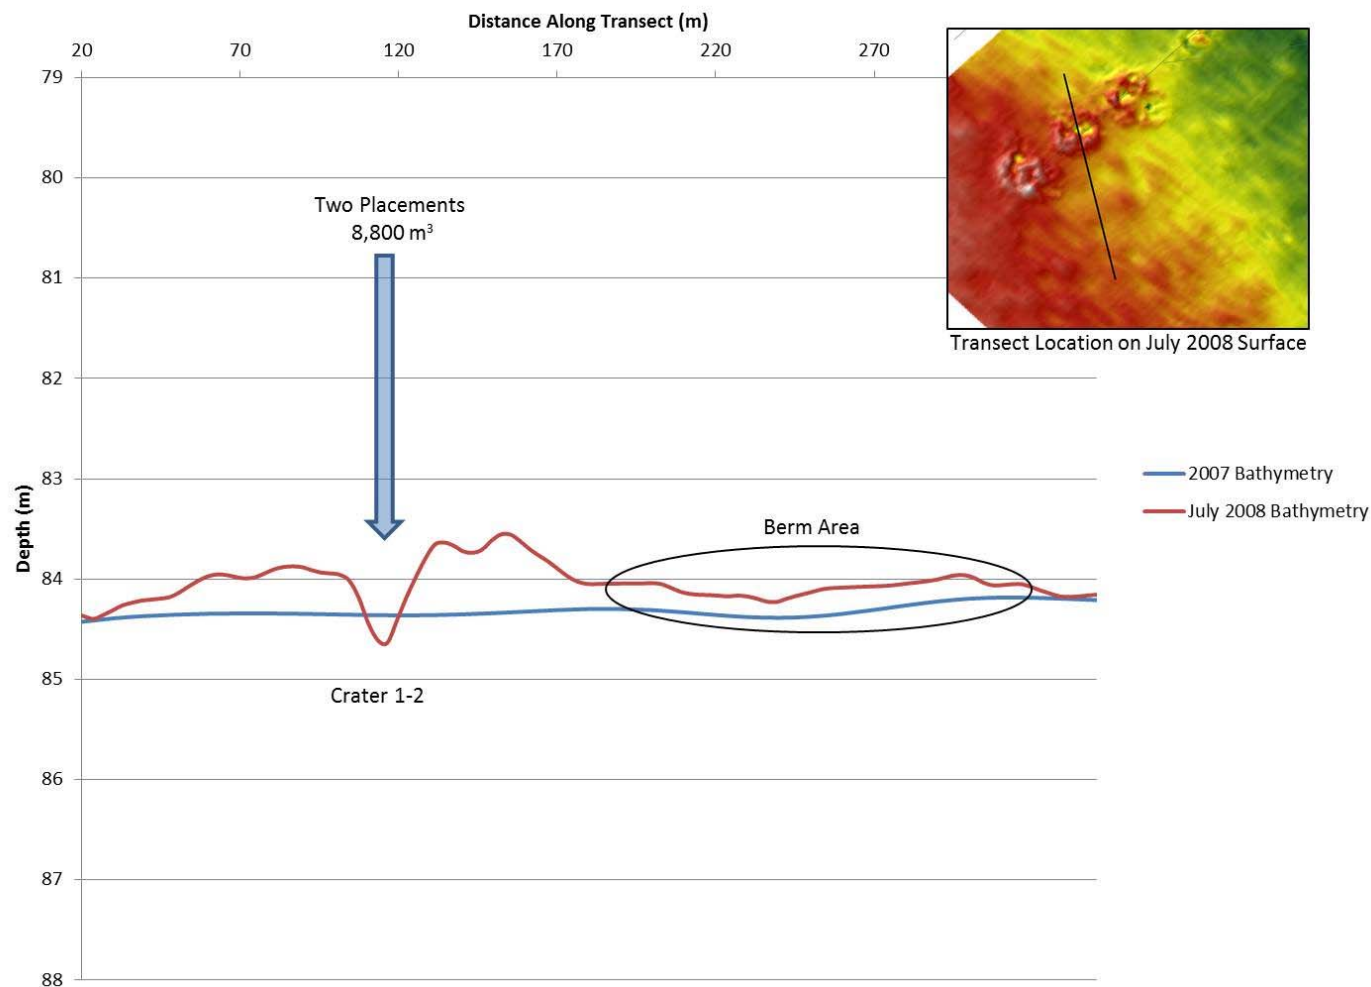 Distance Along Transect (m)
20 70 120 170 220 270
79
80
Two Placements
8,800 m³
81
Transect Location on July 2008 Surface
82
83
2007 Bathymetry
July 2008 Bathymetry
Depth (m)
Berm Area
84
85
Crater 1-2
86
87
88